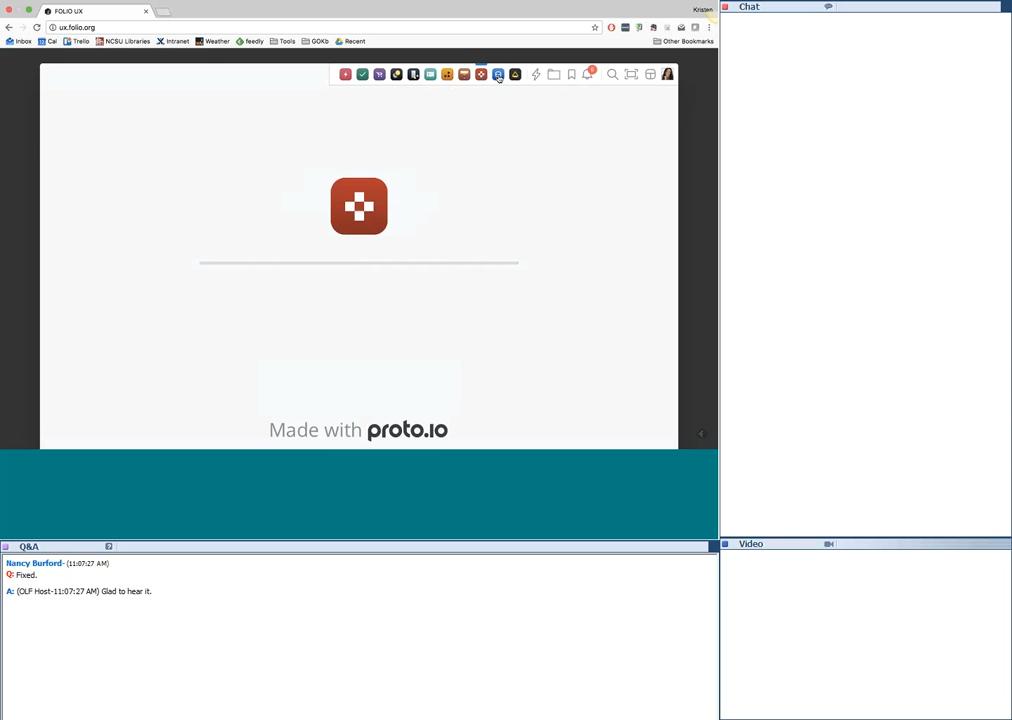 FOLIO UX
Kristen
ux.folio.org
Inbox Cal Trello NCSU Libraries Intranet Weather feedly Tools GOKb Recent Other Bookmarks
Made with proto.io
Chat
Q&A
Nancy Burford- (11:07:27 AM)
Q: Fixed.
A: (OLF Host-11:07:27 AM) Glad to hear it.
Video